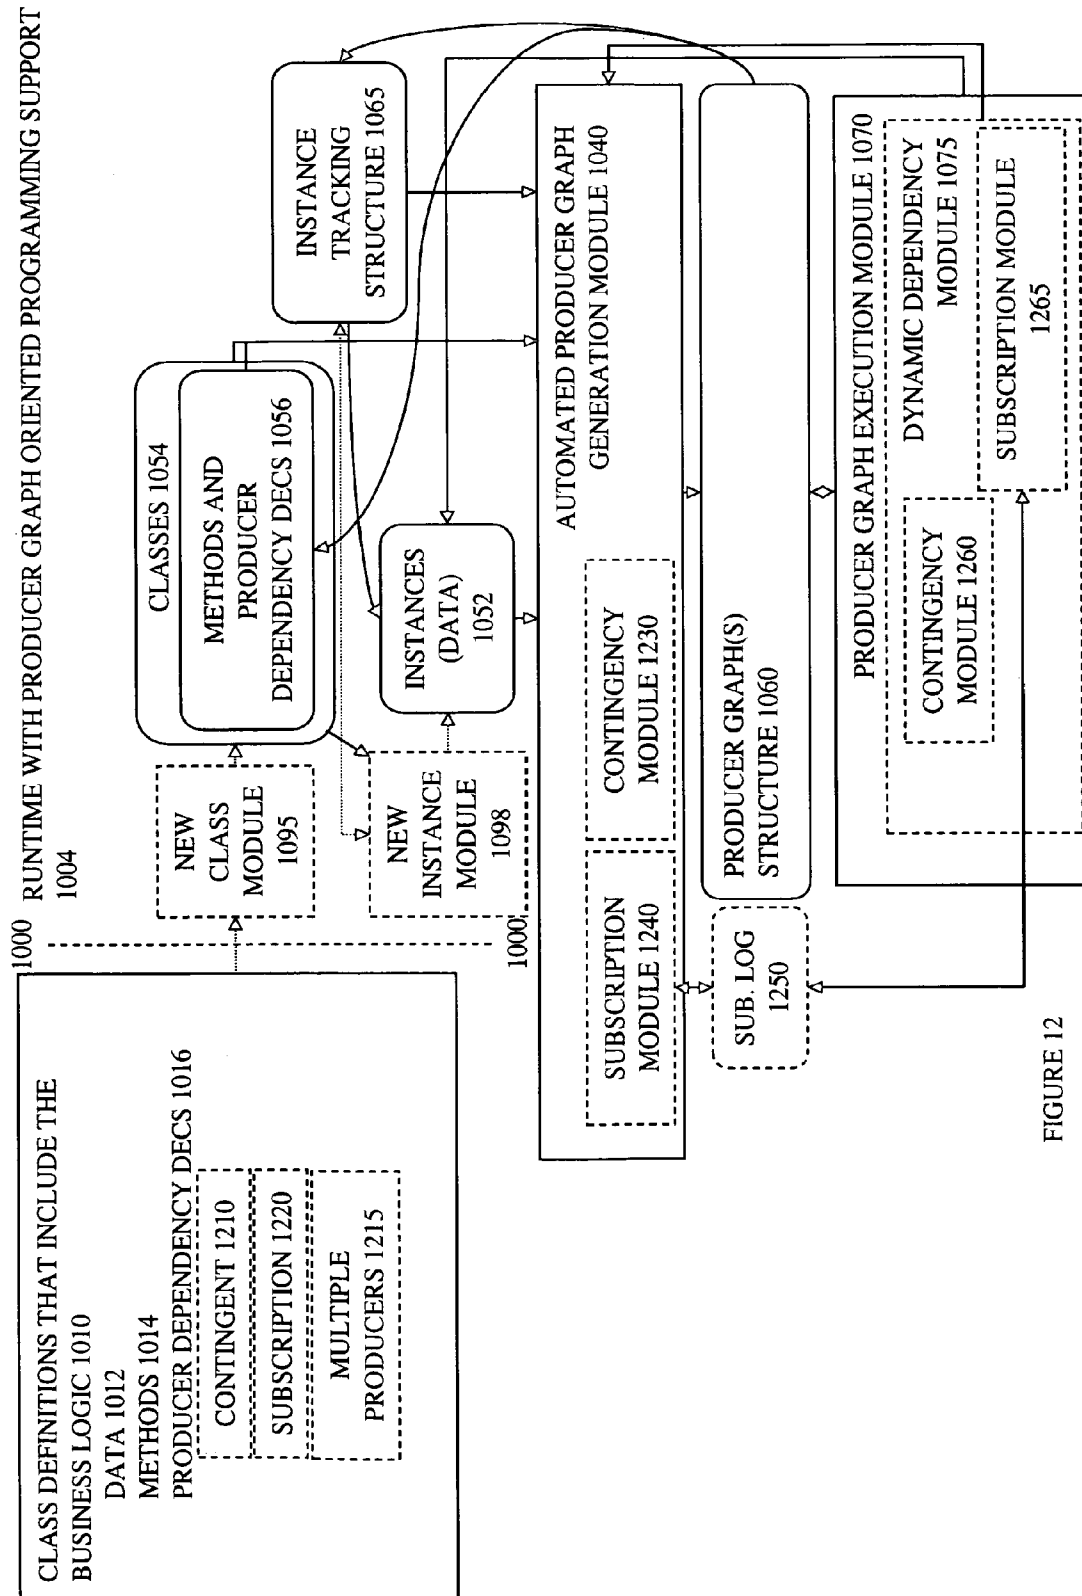 CLASS DEFINITIONS THAT INCLUDE THE
BUSINESS LOGIC 1010
DATA 1012
METHODS 1014
PRODUCER DEPENDENCY DECS 1016
CONTINGENT 1210
SUBSCRIPTION 1220
MULTIPLE
PRODUCERS 1215
1000
1000
RUNTIME WITH PRODUCER GRAPH ORIENTED PROGRAMMING SUPPORT
1004
NEW
CLASS
MODULE
1095
CLASSES 1054
METHODS AND
PRODUCER
DEPENDENCY DECS 1056
NEW
INSTANCE
MODULE
1098
INSTANCES
(DATA)
1052
INSTANCE
TRACKING
STRUCTURE 1065
AUTOMATED PRODUCER GRAPH
GENERATION MODULE 1040
SUBSCRIPTION
MODULE 1240
CONTINGENCY
MODULE 1230
SUB. LOG
1250
PRODUCER GRAPH(S)
STRUCTURE 1060
PRODUCER GRAPH EXECUTION MODULE 1070
DYNAMIC DEPENDENCY
MODULE 1075
CONTINGENCY
MODULE 1260
SUBSCRIPTION MODULE
1265
FIGURE 12